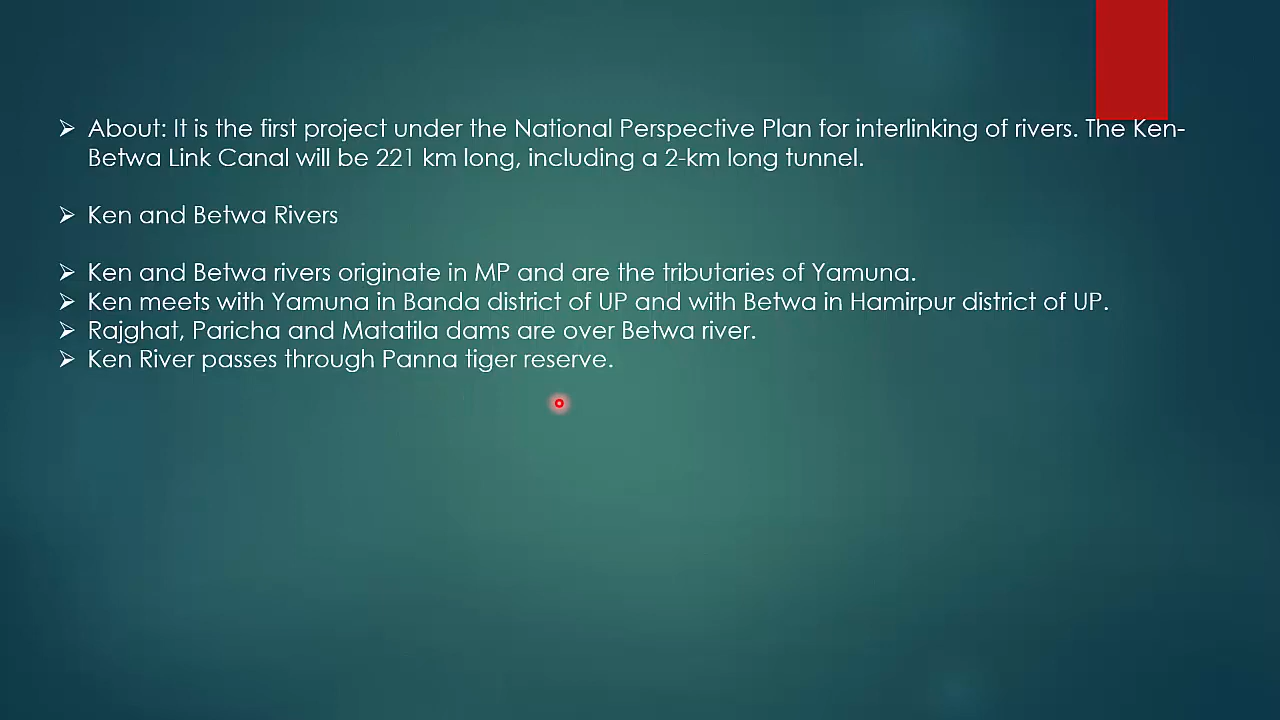 ➢ About: It is the first project under the National Perspective Plan for interlinking of rivers. The Ken-
Betwa Link Canal will be 221 km long, including a 2-km long tunnel.
➢ Ken and Betwa Rivers
➢ Ken and Betwa rivers originate in MP and are the tributaries of Yamuna.
➢ Ken meets with Yamuna in Banda district of UP and with Betwa in Hamirpur district of UP.
➢ Rajghat, Paricha and Matatila dams are over Betwa river.
➢ Ken River passes through Panna tiger reserve.